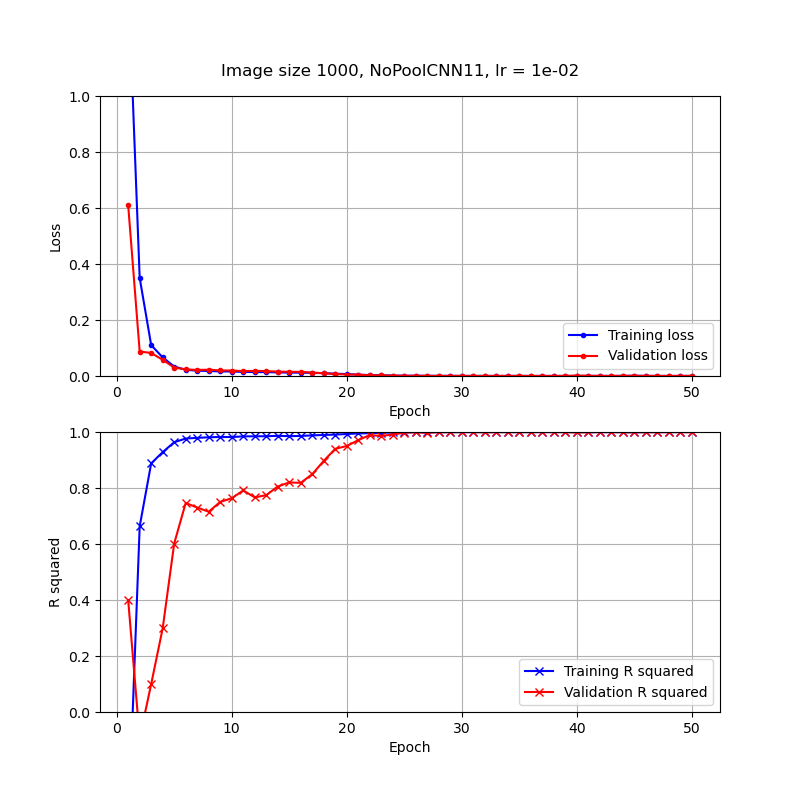 Image size 1000, NoPoolCNN11, lr = 1e-02
1.0
0.8
0.6
0.4
0.2
0.0
Loss
Training loss
Validation loss
0 10 20 30 40 50
Epoch
1.0
0.8
0.6
0.4
0.2
0.0
R squared
Training R squared
Validation R squared
0 10 20 30 40 50
Epoch